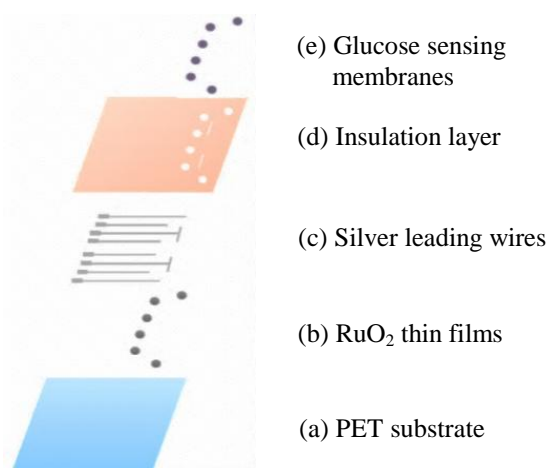 (e) Glucose sensing
membranes
(d) Insulation layer
(c) Silver leading wires
(b) RuO₂ thin films
(a) PET substrate